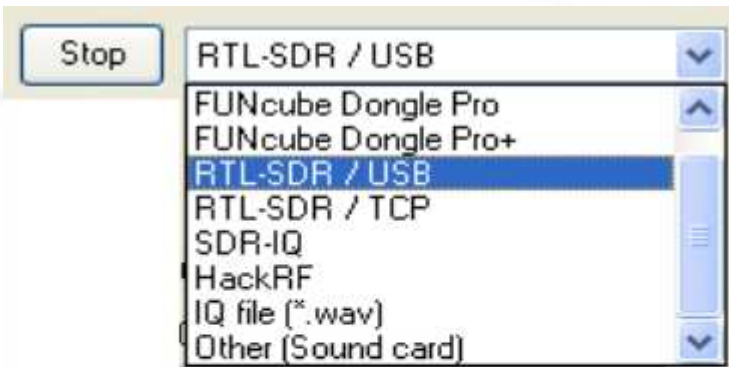 Stop
RTL-SDR / USB
FUNcube Dongle Pro
FUNcube Dongle Pro+
RTL-SDR / USB
RTL-SDR / TCP
SDR-IQ
HackRF
IQ file (*.wav)
Other (Sound card)